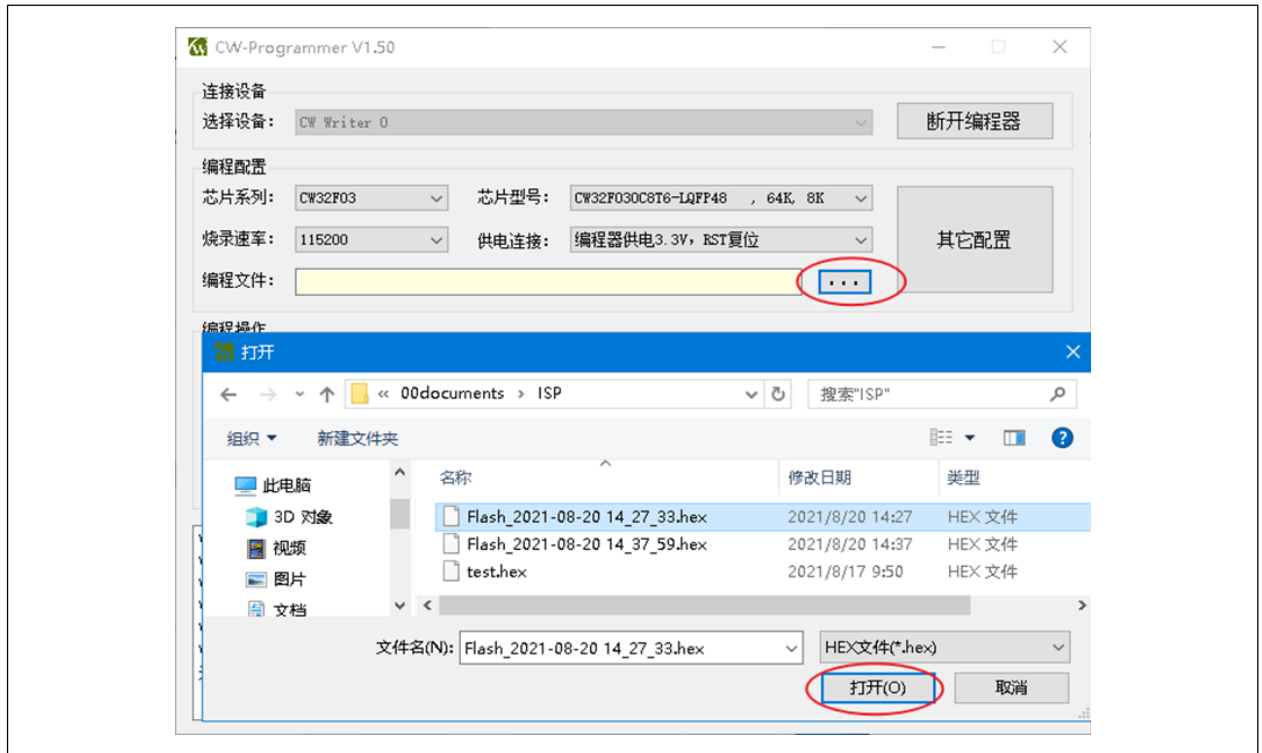 CW-Programmer V1.50
连接设备
选择设备： CW Writer 0 断开编程器
编程配置
芯片系列： CW32F03 芯片型号： CW32F030C8T6-LQFP48 , 64K, 8K
烧录速率： 115200 供电连接： 编程器供电3.3V，RST复位 其它配置
编程文件： ...
编程操作
打开
« 00documents › ISP 搜索"ISP"
组织 新建文件夹
名称 修改日期 类型
此电脑
3D 对象 Flash_2021-08-20 14_27_33.hex 2021/8/20 14:27 HEX 文件
视频 Flash_2021-08-20 14_37_59.hex 2021/8/20 14:37 HEX 文件
图片 test.hex 2021/8/17 9:50 HEX 文件
文档
文件名(N): Flash_2021-08-20 14_27_33.hex HEX文件(*.hex)
打开(O) 取消